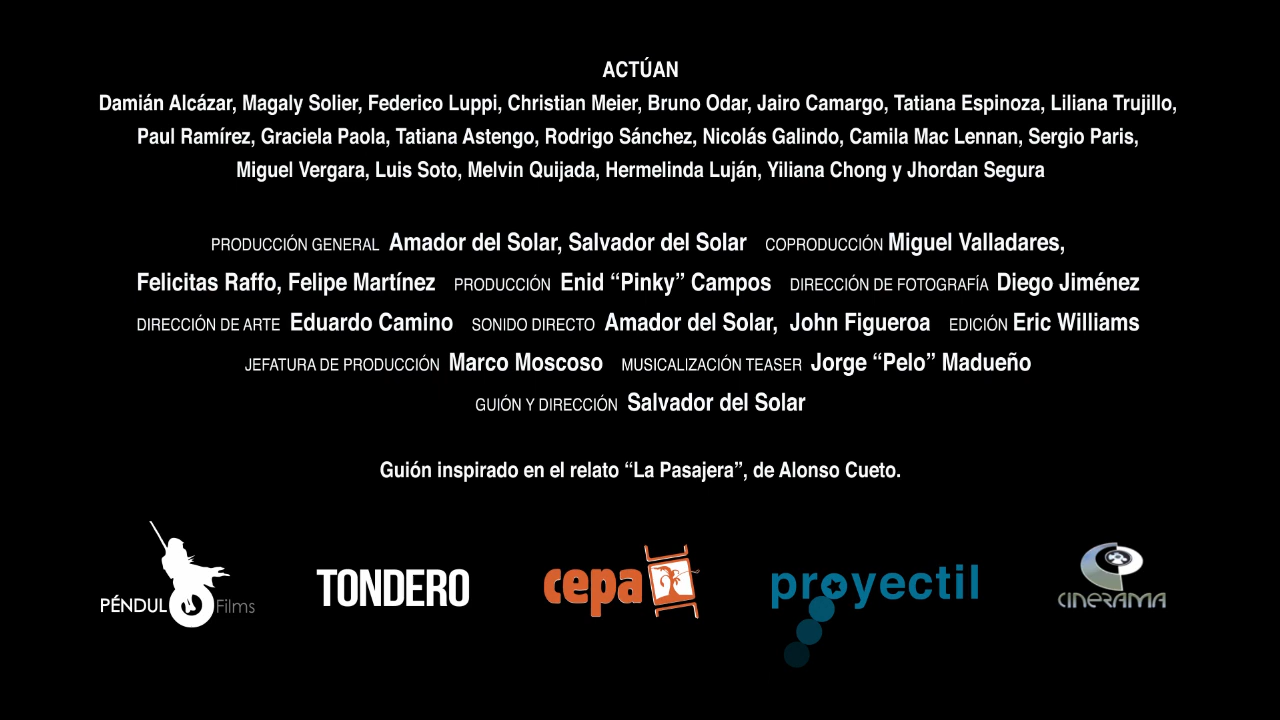 ACTÚAN
Damián Alcázar, Magaly Solier, Federico Luppi, Christian Meier, Bruno Odar, Jairo Camargo, Tatiana Espinoza, Liliana Trujillo,
Paul Ramírez, Graciela Paola, Tatiana Astengo, Rodrigo Sánchez, Nicolás Galindo, Camila Mac Lennan, Sergio Paris,
Miguel Vergara, Luis Soto, Melvin Quijada, Hermelinda Luján, Yiliana Chong y Jhordan Segura
PRODUCCIÓN GENERAL Amador del Solar, Salvador del Solar COPRODUCCIÓN Miguel Valladares,
Felicitas Raffo, Felipe Martínez PRODUCCIÓN Enid “Pinky” Campos DIRECCIÓN DE FOTOGRAFÍA Diego Jiménez
DIRECCIÓN DE ARTE Eduardo Camino SONIDO DIRECTO Amador del Solar, John Figueroa EDICIÓN Eric Williams
JEFATURA DE PRODUCCIÓN Marco Moscoso MUSICALIZACIÓN TEASER Jorge “Pelo” Madueño
GUIÓN Y DIRECCIÓN Salvador del Solar
Guión inspirado en el relato “La Pasajera”, de Alonso Cueto.
PÉNDULO Films TONDERO cepa proyectil CINERAMA